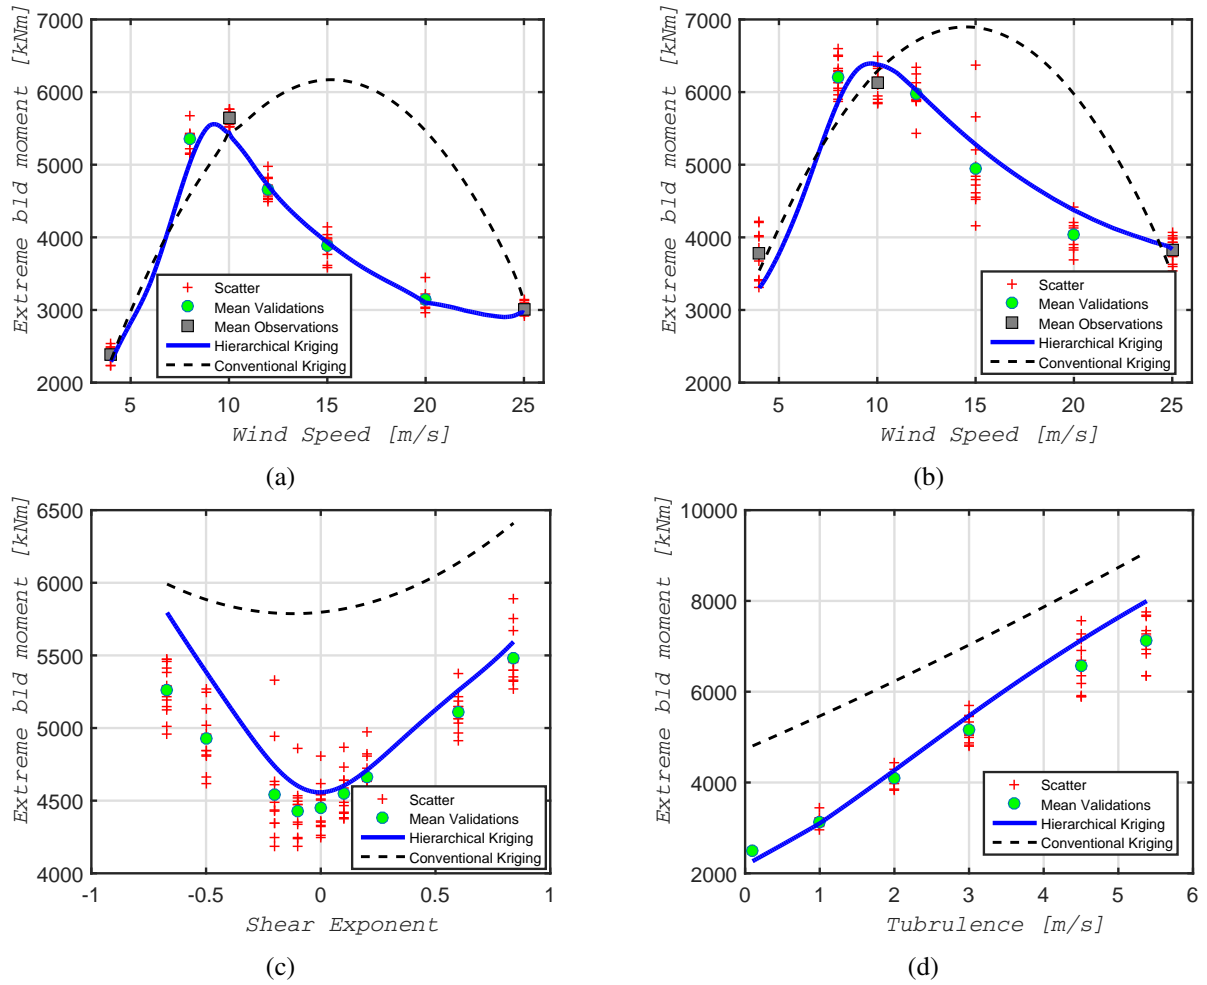 Extreme bld moment [kNm]
7000
6000
5000
4000
3000
2000
5
10
15
20
25
Wind Speed [m/s]
Scatter
Mean Validations
Mean Observations
Hierarchical Kriging
Conventional Kriging
(a)
Extreme bld moment [kNm]
7000
6000
5000
4000
3000
2000
5
10
15
20
25
Wind Speed [m/s]
Scatter
Mean Validations
Mean Observations
Hierarchical Kriging
Conventional Kriging
(b)
Extreme bld moment [kNm]
6500
6000
5500
5000
4500
4000
-1
-0.5
0
0.5
1
Shear Exponent
Scatter
Mean Validations
Hierarchical Kriging
Conventional Kriging
(c)
Extreme bld moment [kNm]
10000
8000
6000
4000
2000
0
1
2
3
4
5
6
Tubrulence [m/s]
Scatter
Mean Validations
Hierarchical Kriging
Conventional Kriging
(d)